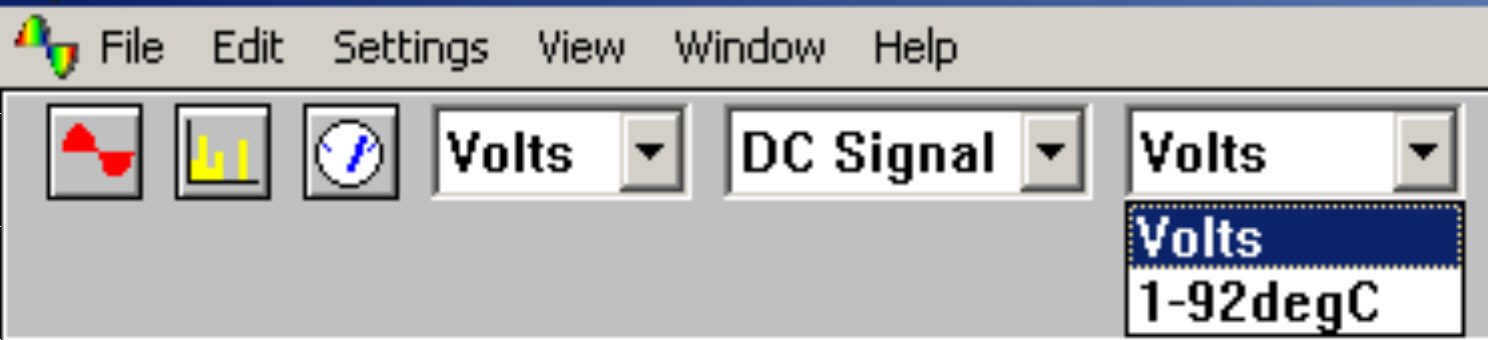 File Edit Settings View Window Help
Volts DC Signal Volts
Volts
1-92degC